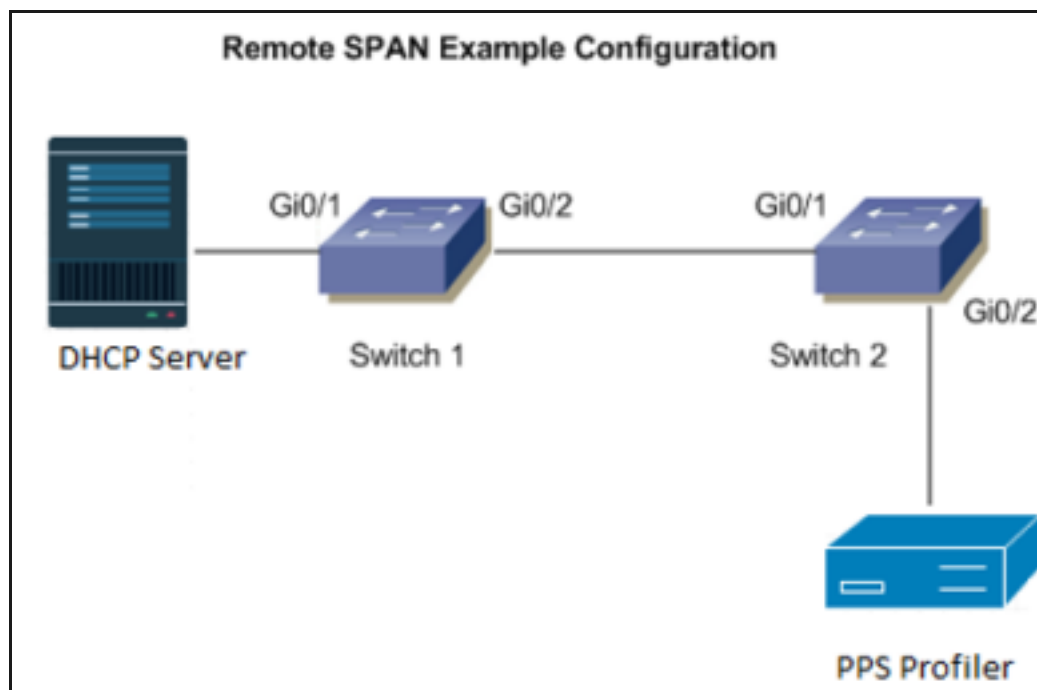 Remote SPAN Example Configuration
Gi0/1
Gi0/2
Gi0/1
Gi0/2
DHCP Server
Switch 1
Switch 2
PPS Profiler